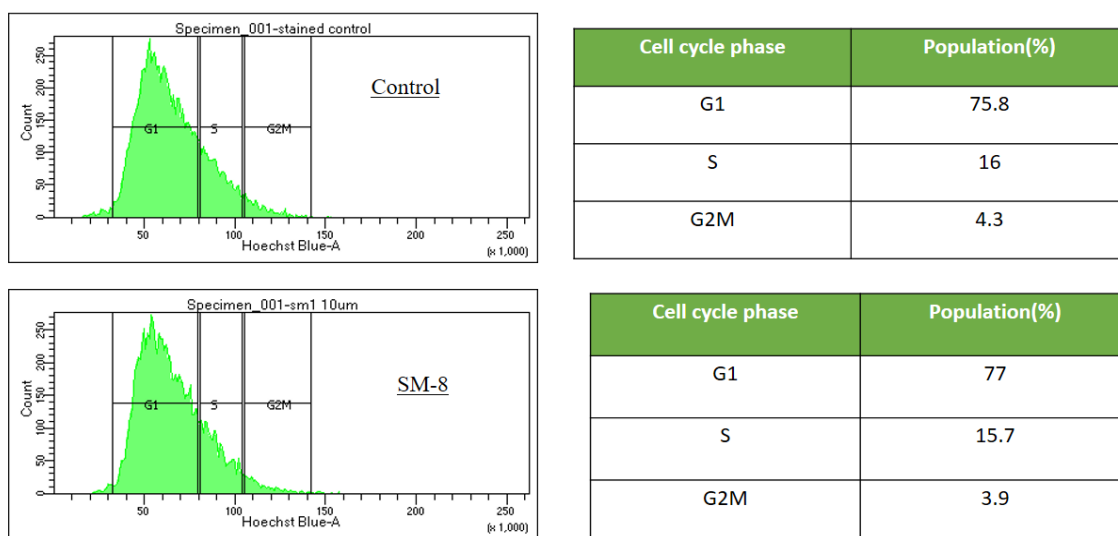 Specimen_001-stained control
Control
Count
250
200
150
100
50
0
G1 S G2M
50 100 150 200 250
Hoechst Blue-A
(x 1,000)
Cell cycle phase Population(%)
G1 75.8
S 16
G2M 4.3
Specimen_001-sm1 10um
SM-8
Count
250
200
150
100
50
0
G1 S G2M
50 100 150 200 250
Hoechst Blue-A
(x 1,000)
Cell cycle phase Population(%)
G1 77
S 15.7
G2M 3.9